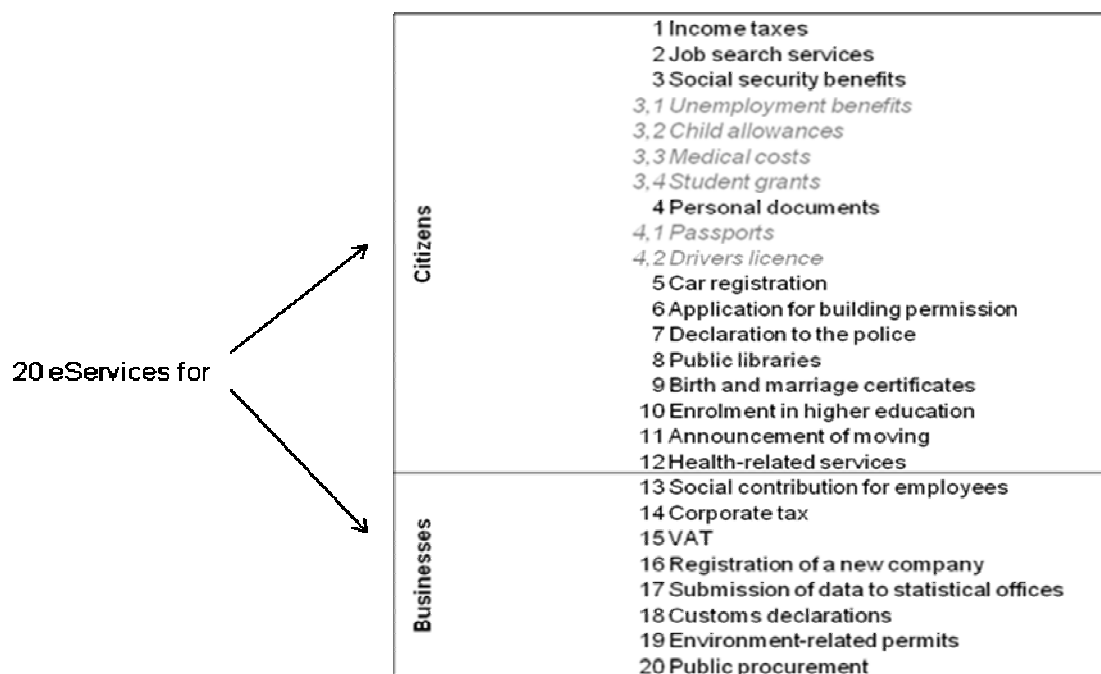 20 eServices for
Citizens
1 Income taxes
2 Job search services
3 Social security benefits
3,1 Unemployment benefits
3,2 Child allowances
3,3 Medical costs
3,4 Student grants
4 Personal documents
4,1 Passports
4,2 Drivers licence
5 Car registration
6 Application for building permission
7 Declaration to the police
8 Public libraries
9 Birth and marriage certificates
10 Enrolment in higher education
11 Announcement of moving
12 Health-related services
Businesses
13 Social contribution for employees
14 Corporate tax
15 VAT
16 Registration of a new company
17 Submission of data to statistical offices
18 Customs declarations
19 Environment-related permits
20 Public procurement